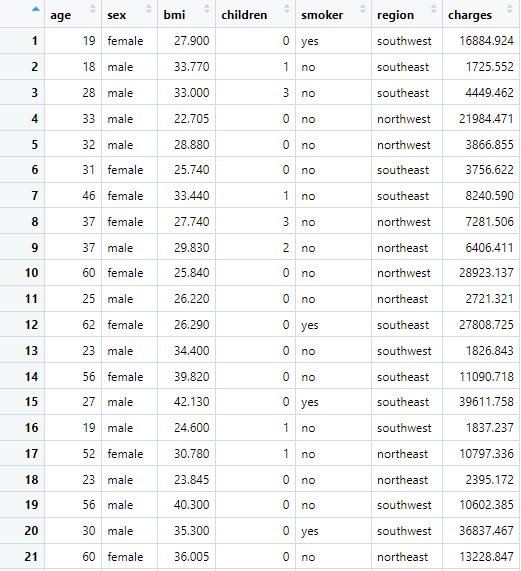 age sex bmi children smoker region charges
1 19 female 27.900 0 yes southwest 16884.924
2 18 male 33.770 1 no southeast 1725.552
3 28 male 33.000 3 no southeast 4449.462
4 33 male 22.705 0 no northwest 21984.471
5 32 male 28.880 0 no northwest 3866.855
6 31 female 25.740 0 no southeast 3756.622
7 46 female 33.440 1 no southeast 8240.590
8 37 female 27.740 3 no northwest 7281.506
9 37 male 29.830 2 no northeast 6406.411
10 60 female 25.840 0 no northwest 28923.137
11 25 male 26.220 0 no northeast 2721.321
12 62 female 26.290 0 yes southeast 27808.725
13 23 male 34.400 0 no southwest 1826.843
14 56 female 39.820 0 no southeast 11090.718
15 27 male 42.130 0 yes southeast 39611.758
16 19 male 24.600 1 no southwest 1837.237
17 52 female 30.780 1 no northeast 10797.336
18 23 male 23.845 0 no northeast 2395.172
19 56 male 40.300 0 no southwest 10602.385
20 30 male 35.300 0 yes southwest 36837.467
21 60 female 36.005 0 no northeast 13228.847